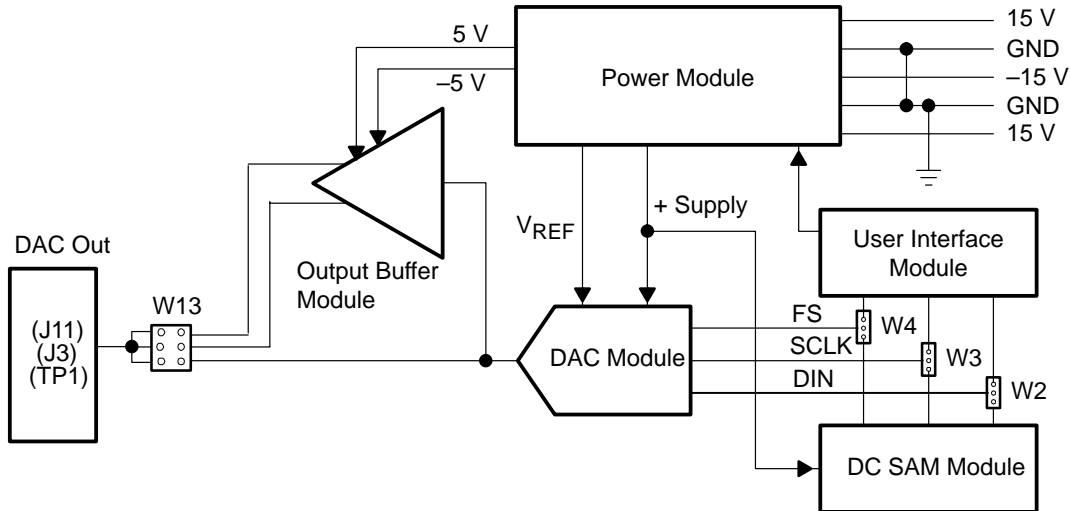 15 V
5 V
GND
Power Module
–5 V
–15 V
GND
15 V
VREF
+ Supply
User Interface
Module
DAC Out
Output Buffer
Module
W13
(J11)
(J3)
(TP1)
FS
W4
DAC Module
SCLK
W3
DIN
W2
DC SAM Module